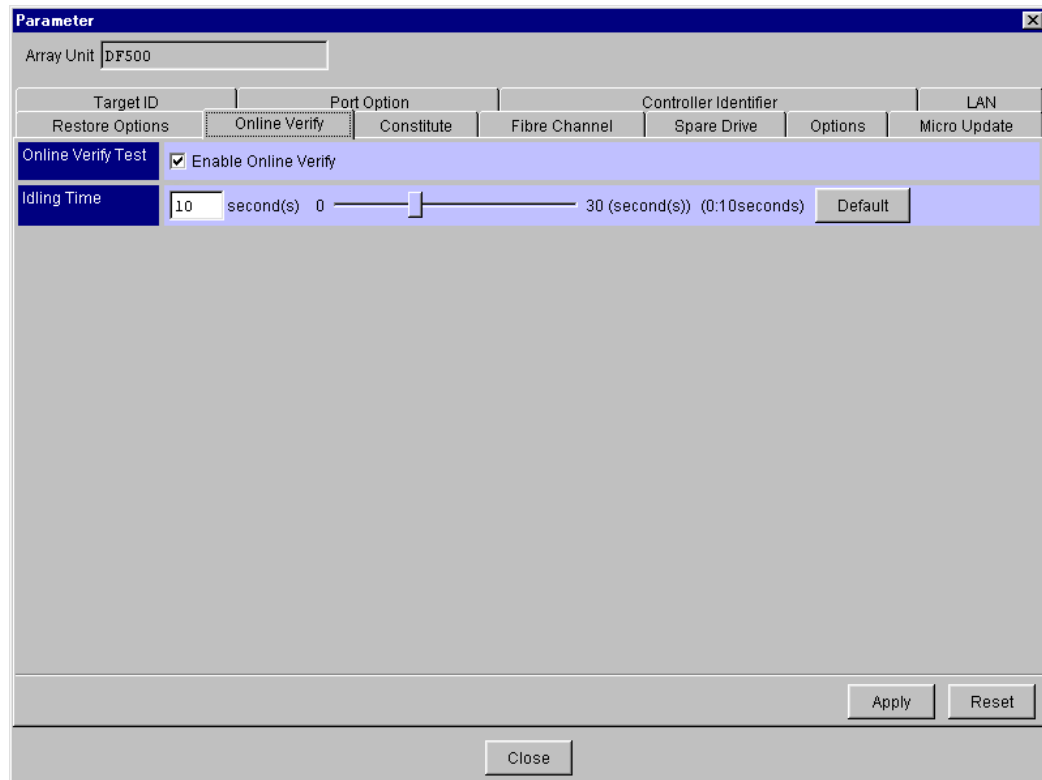 Parameter
Array Unit DF500
Target ID Port Option Controller Identifier LAN
Restore Options Online Verify Constitute Fibre Channel Spare Drive Options Micro Update
Online Verify Test Enable Online Verify
Idling Time 10 second(s) 0 30 (second(s)) (0:10seconds) Default
Apply Reset
Close